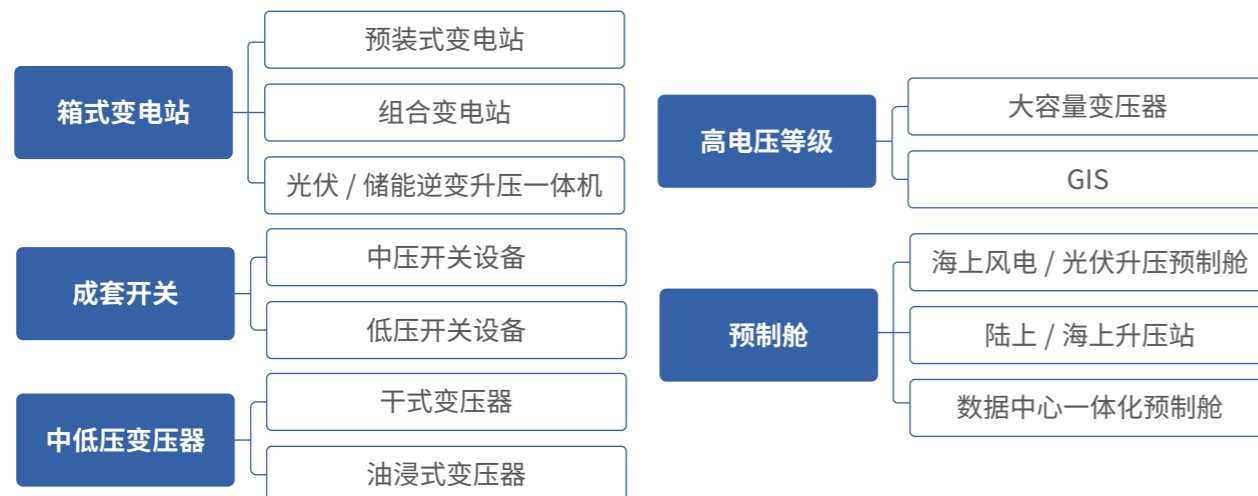 箱式变电站
预装式变电站
组合变电站
光伏 / 储能逆变升压一体机
成套开关
中压开关设备
低压开关设备
中低压变压器
干式变压器
油浸式变压器
高电压等级
大容量变压器
GIS
预制舱
海上风电 / 光伏升压预制舱
陆上 / 海上升压站
数据中心一体化预制舱